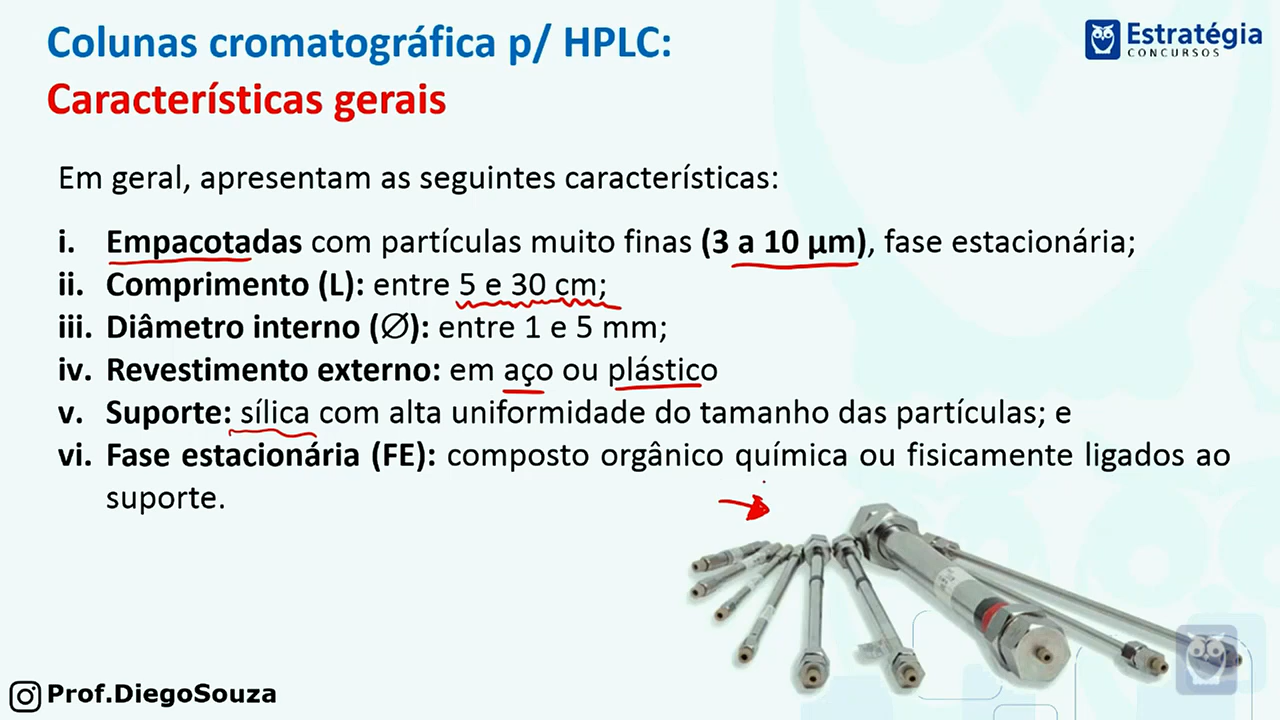 Colunas cromatográfica p/ HPLC:
Estratégia
CONCURSOS
Características gerais
Em geral, apresentam as seguintes características:
i. Empacotadas com partículas muito finas (3 a 10 µm), fase estacionária;
ii. Comprimento (L): entre 5 e 30 cm;
iii. Diâmetro interno (∅): entre 1 e 5 mm;
iv. Revestimento externo: em aço ou plástico
v. Suporte: sílica com alta uniformidade do tamanho das partículas; e
vi. Fase estacionária (FE): composto orgânico química ou fisicamente ligados ao
suporte.
Prof.DiegoSouza